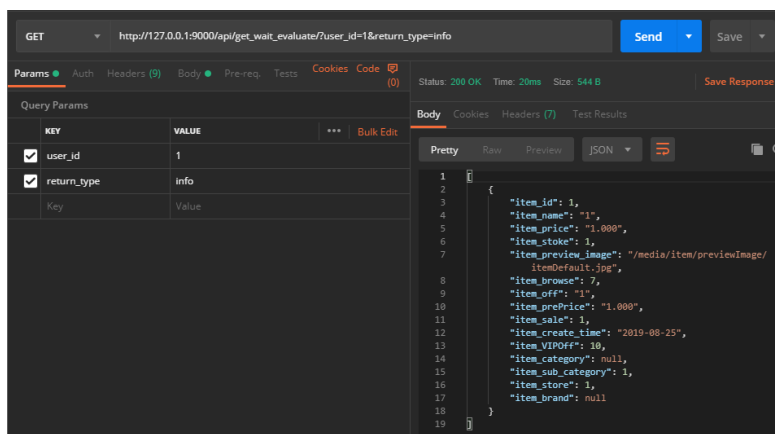 GET http://127.0.0.1:9000/api/get_wait_evaluate/?user_id=1&return_type=info Send Save
Params Auth Headers (9) Body Pre-req. Tests Cookies Code (0)
Query Params
KEY VALUE ••• Bulk Edit
user_id 1
return_type info
Key Value
Status: 200 OK Time: 20ms Size: 544 B Save Response
Body Cookies Headers (7) Test Results
Pretty Raw Preview JSON
1 [
2 {
3 "item_id": 1,
4 "item_name": "1",
5 "item_price": "1.000",
6 "item_stoke": 1,
7 "item_preview_image": "/media/item/previewImage/
itemDefault.jpg",
8 "item_browse": 7,
9 "item_off": "1",
10 "item_prePrice": "1.000",
11 "item_sale": 1,
12 "item_create_time": "2019-08-25",
13 "item_VIPOff": 10,
14 "item_category": null,
15 "item_sub_category": 1,
16 "item_store": 1,
17 "item_brand": null
18 }
19 ]